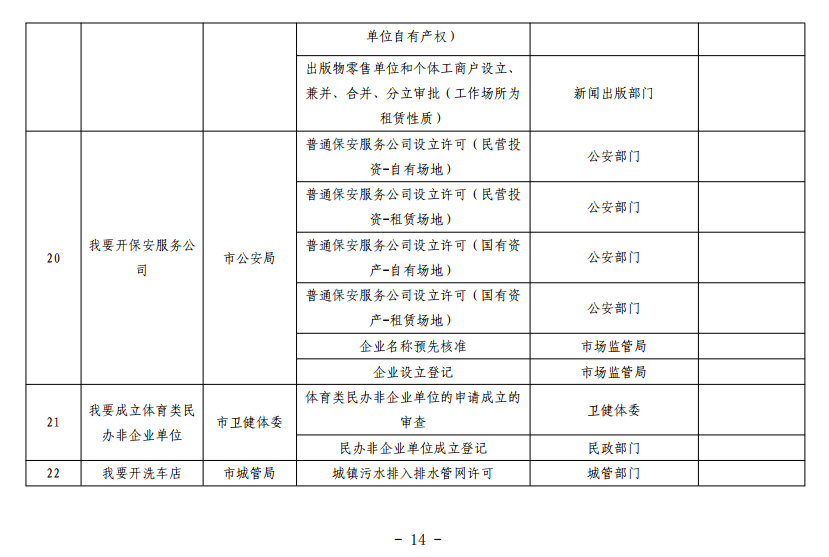 单位自有产权）
出版物零售单位和个体工商户设立、
兼并、合并、分立审批（工作场所为
租赁性质）
新闻出版部门
20
我要开保安服务公
司
市公安局
普通保安服务公司设立许可（民营投
资-自有场地）
公安部门
普通保安服务公司设立许可（民营投
资-租赁场地）
公安部门
普通保安服务公司设立许可（国有资
产-自有场地）
公安部门
普通保安服务公司设立许可（国有资
产-租赁场地）
公安部门
企业名称预先核准
市场监管局
企业设立登记
市场监管局
21
我要成立体育类民
办非企业单位
市卫健体委
体育类民办非企业单位的申请成立的
审查
卫健体委
民办非企业单位成立登记
民政部门
22
我要开洗车店
市城管局
城镇污水排入排水管网许可
城管部门
- 14 -